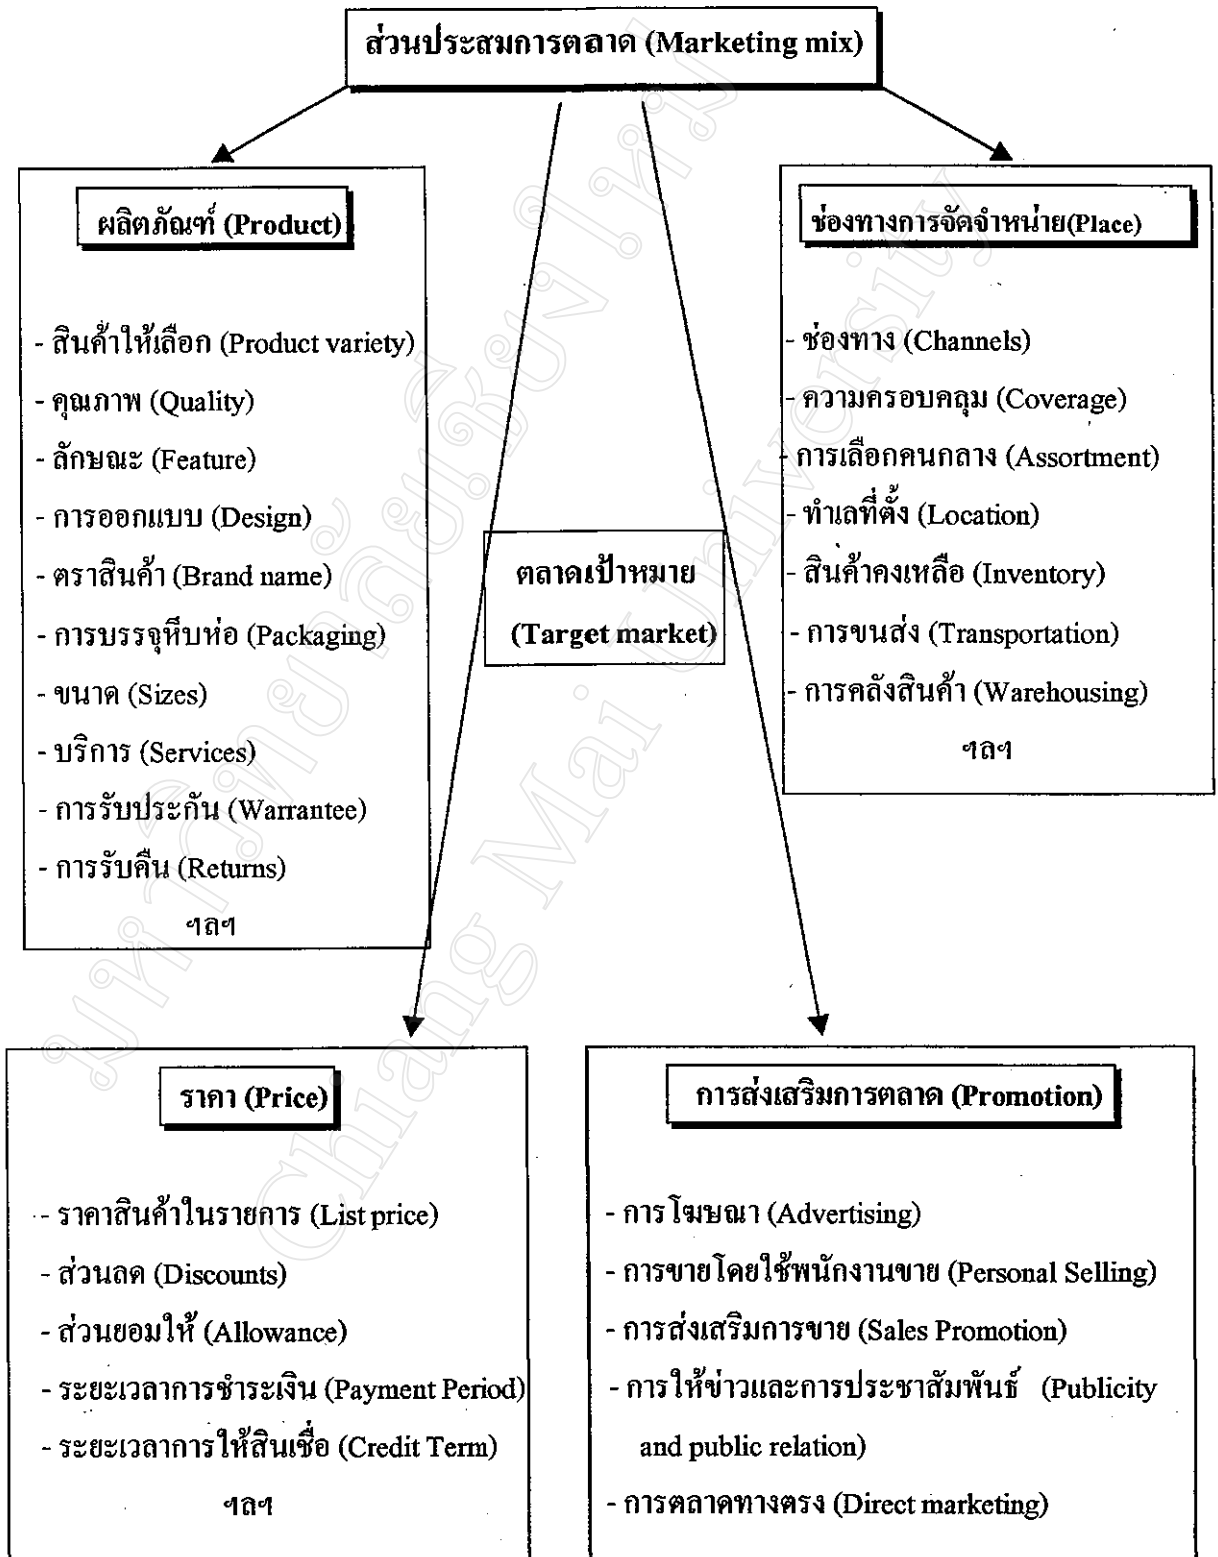 ส่วนประสมการตลาด (Marketing mix)
ผลิตภัณฑ์ (Product)
- สินค้าให้เลือก (Product variety)
- คุณภาพ (Quality)
- ลักษณะ (Feature)
- การออกแบบ (Design)
- ตราสินค้า (Brand name)
- การบรรจุหีบห่อ (Packaging)
- ขนาด (Sizes)
- บริการ (Services)
- การรับประกัน (Warrantee)
- การรับคืน (Returns)
ฯลฯ
ช่องทางการจัดจำหน่าย(Place)
- ช่องทาง (Channels)
- ความครอบคลุม (Coverage)
- การเลือกคนกลาง (Assortment)
- ทำเลที่ตั้ง (Location)
- สินค้าคงเหลือ (Inventory)
- การขนส่ง (Transportation)
- การคลังสินค้า (Warehousing)
ฯลฯ
ตลาดเป้าหมาย
(Target market)
ราคา (Price)
- ราคาสินค้าในรายการ (List price)
- ส่วนลด (Discounts)
- ส่วนยอมให้ (Allowance)
- ระยะเวลาการชำระเงิน (Payment Period)
- ระยะเวลาการให้สินเชื่อ (Credit Term)
ฯลฯ
การส่งเสริมการตลาด (Promotion)
- การโฆษณา (Advertising)
- การขายโดยใช้พนักงานขาย (Personal Selling)
- การส่งเสริมการขาย (Sales Promotion)
- การให้ข่าวและการประชาสัมพันธ์ (Publicity
and public relation)
- การตลาดทางตรง (Direct marketing)
มหาวิทยาลัยเชียงใหม่
Chiang Mai University